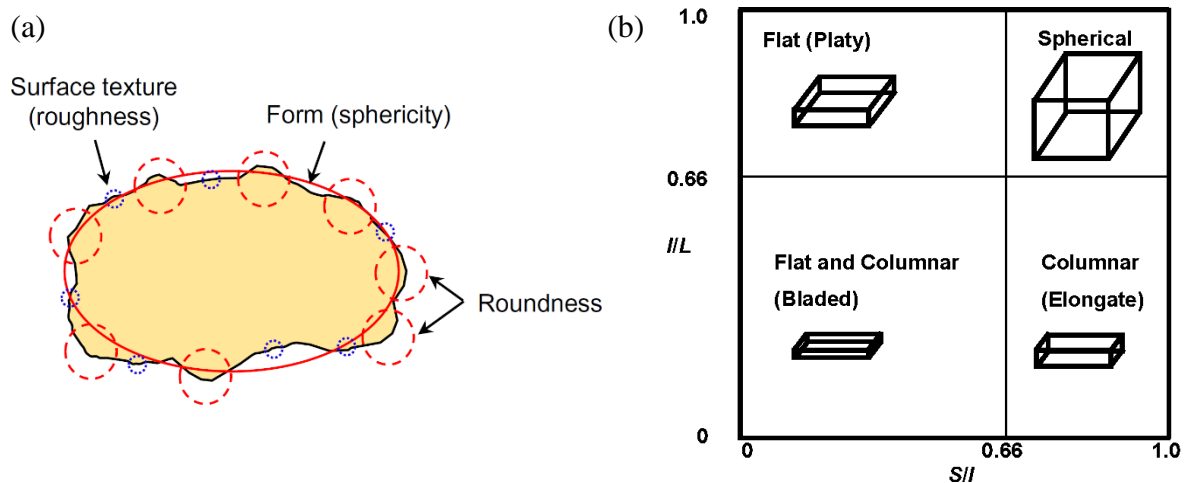 (a)
Surface texture
(roughness)
Form (sphericity)
Roundness
(b)
1.0
Flat (Platy)
Spherical
0.66
I/L
Flat and Columnar
(Bladed)
Columnar
(Elongate)
0
0
0.66
1.0
S/I